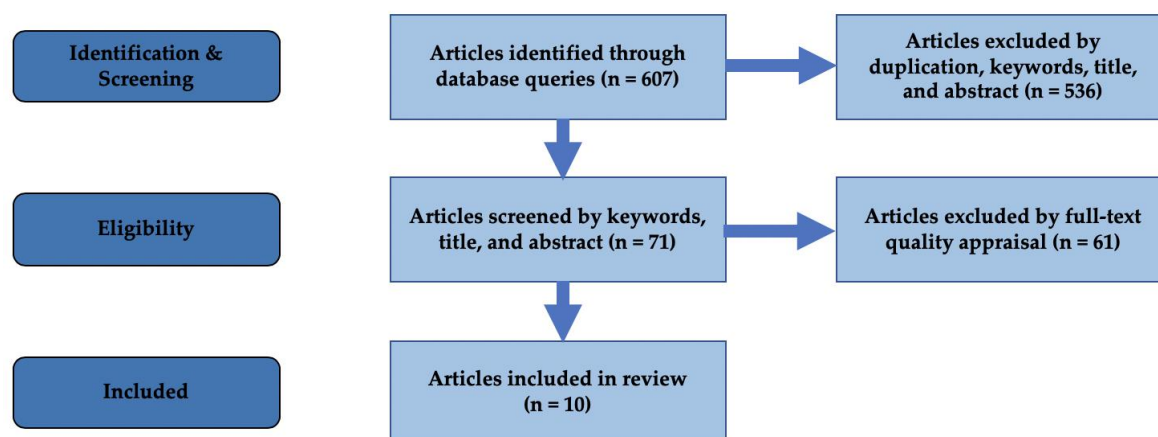 Identification &
Screening
Articles identified through
database queries (n = 607)
Articles excluded by
duplication, keywords, title,
and abstract (n = 536)
Eligibility
Articles screened by keywords,
title, and abstract (n = 71)
Articles excluded by full-text
quality appraisal (n = 61)
Included
Articles included in review
(n = 10)